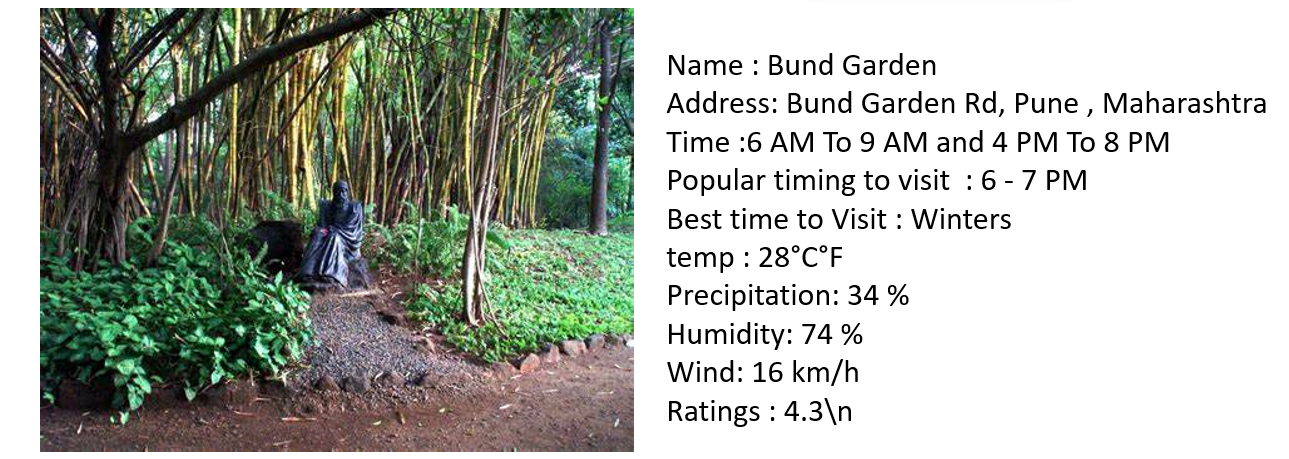 Name : Bund Garden
Address: Bund Garden Rd, Pune , Maharashtra
Time :6 AM To 9 AM and 4 PM To 8 PM
Popular timing to visit  : 6 - 7 PM
Best time to Visit : Winters
temp : 28°C°F
Precipitation: 34 %
Humidity: 74 %
Wind: 16 km/h
Ratings : 4.3\n